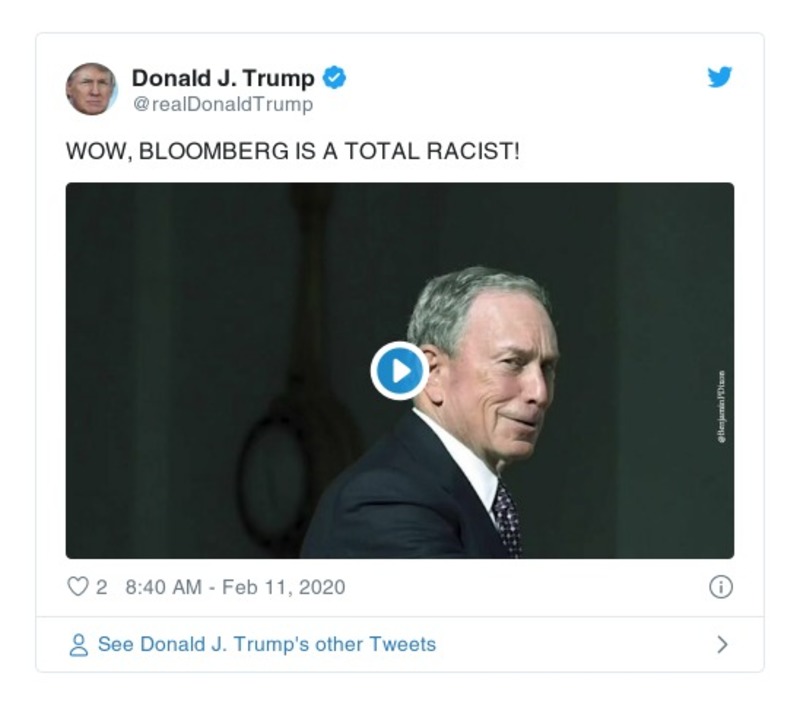 Donald J. Trump
@realDonaldTrump
WOW, BLOOMBERG IS A TOTAL RACIST!
@BenjaminPDixon
2 8:40 AM - Feb 11, 2020
See Donald J. Trump's other Tweets